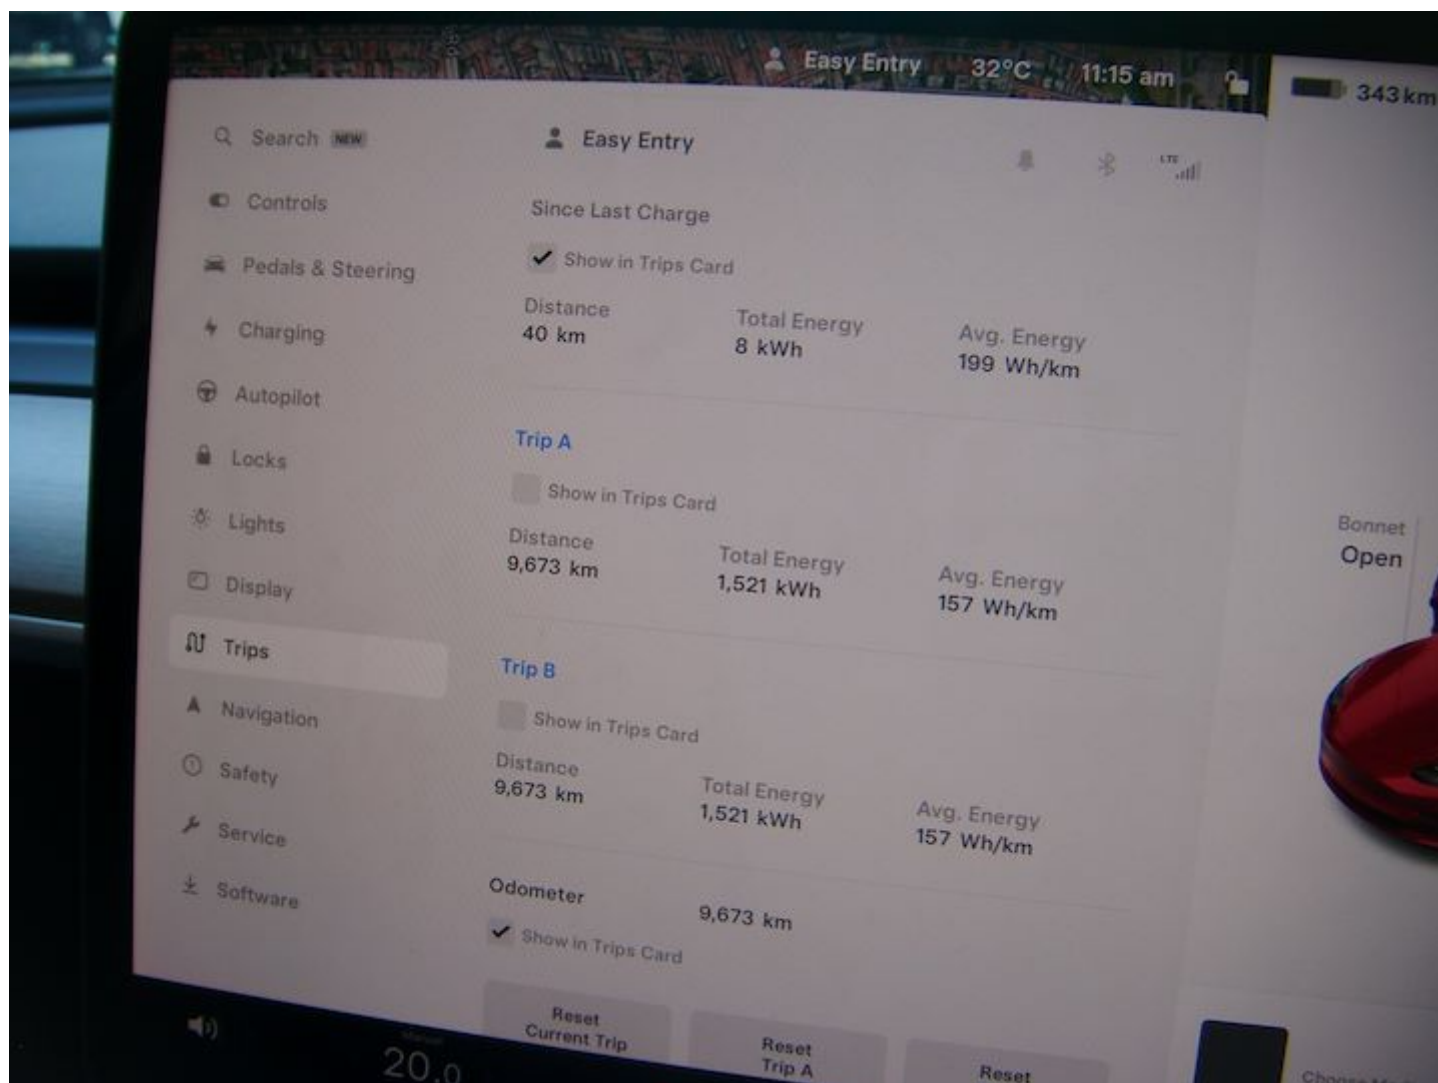 Easy Entry 32°C 11:15 am 343 km
Search NEW
Controls
Pedals & Steering
Charging
Autopilot
Locks
Lights
Display
Trips
Navigation
Safety
Service
Software
Easy Entry
LTE
Since Last Charge
Show in Trips Card
Distance Total Energy Avg. Energy
40 km 8 kWh 199 Wh/km
Trip A
Show in Trips Card
Distance Total Energy Avg. Energy
9,673 km 1,521 kWh 157 Wh/km
Trip B
Show in Trips Card
Distance Total Energy Avg. Energy
9,673 km 1,521 kWh 157 Wh/km
Odometer 9,673 km
Show in Trips Card
Reset
Current Trip
Reset
Trip A
Reset
Bonnet
Open
20.0